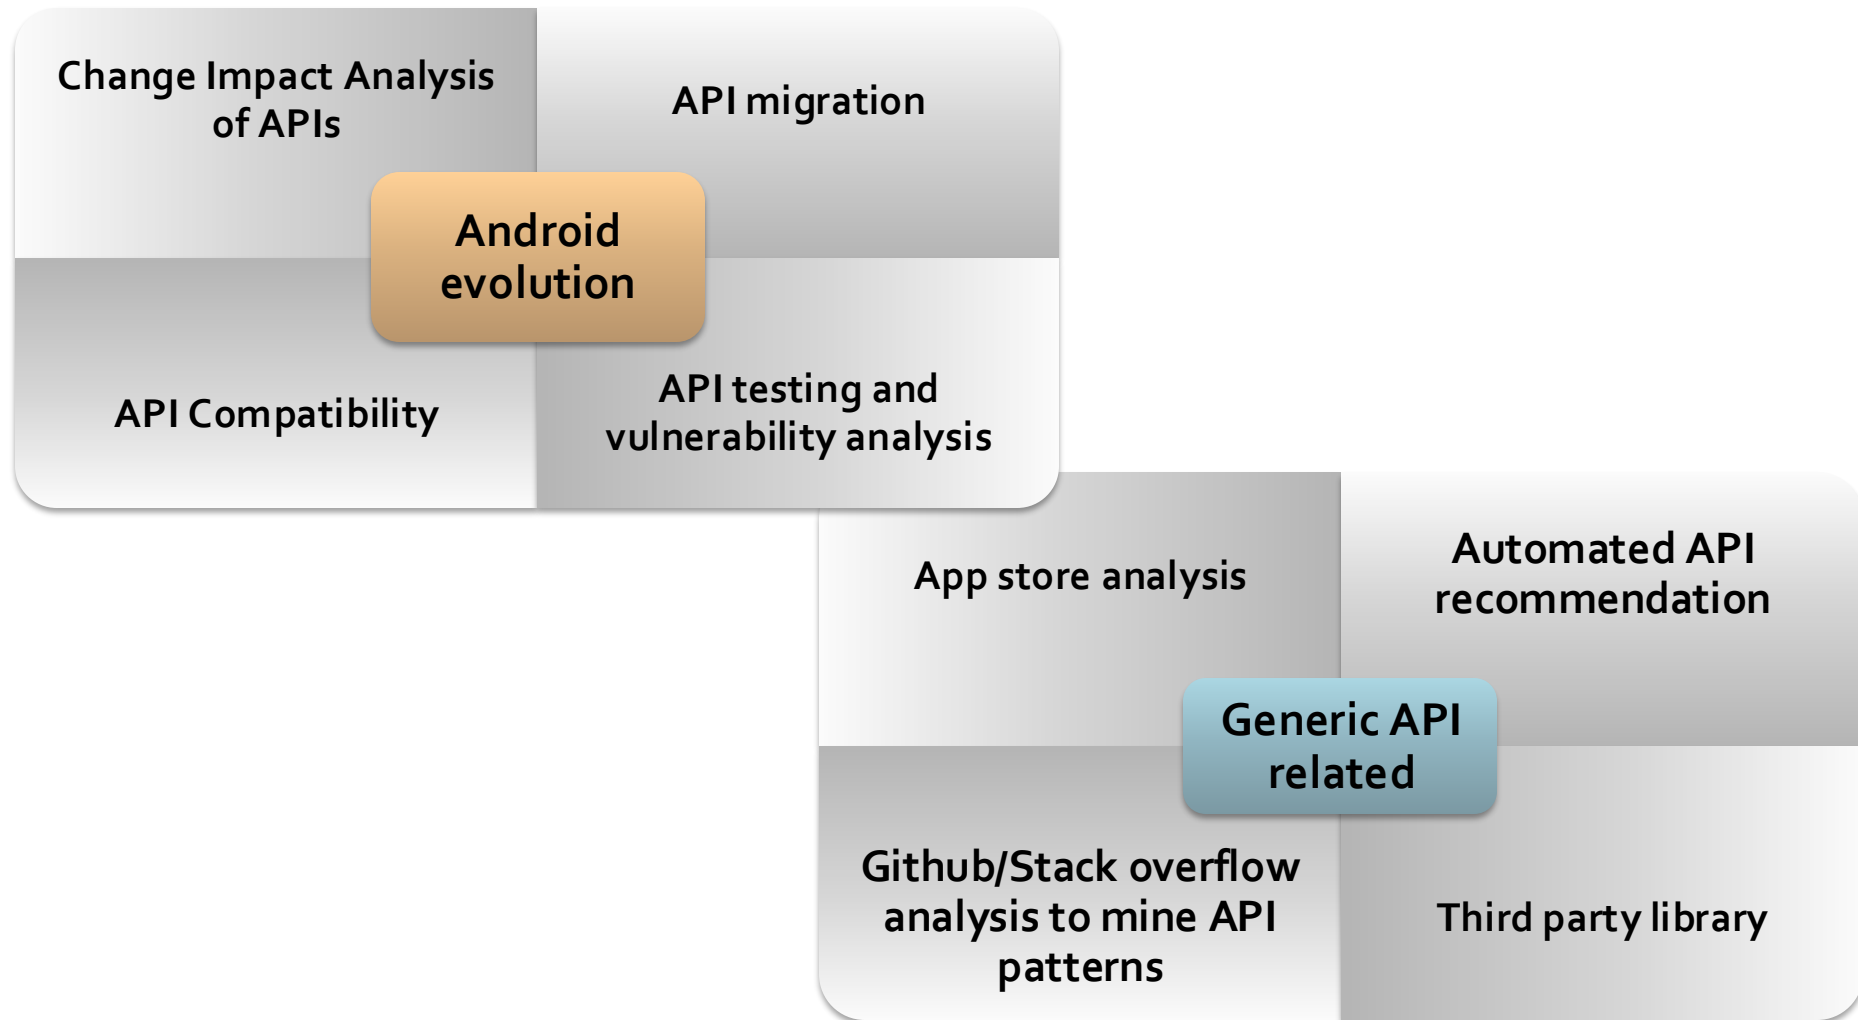 Change Impact Analysis
of APIs
API migration
Android
evolution
API Compatibility
API testing and
vulnerability analysis
App store analysis
Automated API
recommendation
Generic API
related
Github/Stack overflow
analysis to mine API
patterns
Third party library